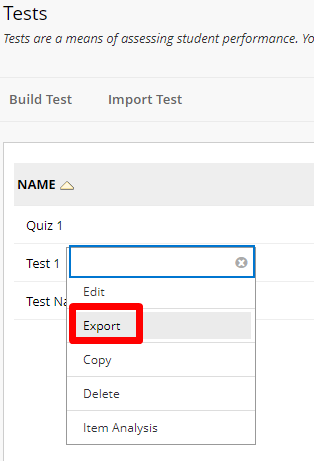 Tests
Tests are a means of assessing student performance. Yo
Build Test Import Test
NAME
Quiz 1
Test 1
Edit
Test Na
Export
Copy
Delete
Item Analysis